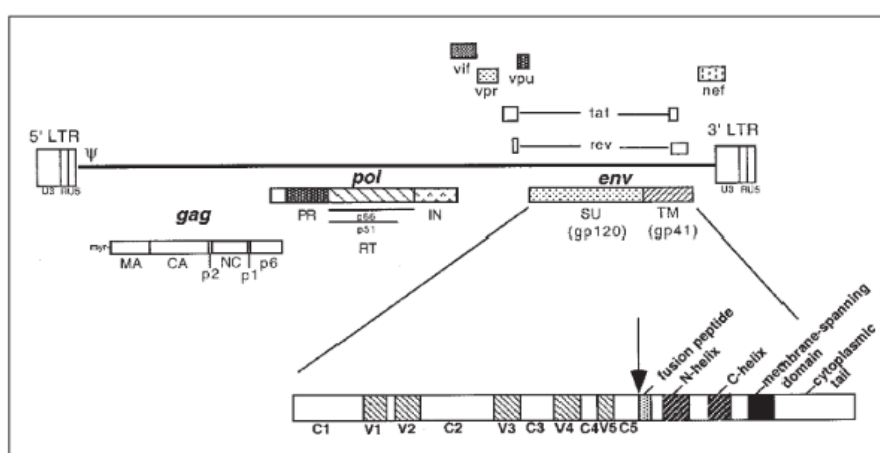 vif
vpr
vpu
nef
tat
rev
5' LTR
Ψ
3' LTR
U3 RU5
U3 RU5
pol
env
gag
PR
p66
p51
RT
IN
SU
(gp120)
TM
(gp41)
myr-
MA
CA
p2
NC
p1
p6
fusion peptide
N-helix
C-helix
membrane-spanning
domain
cytoplasmic
tail
C1
V1
V2
C2
V3
C3
V4
C4
V5
C5